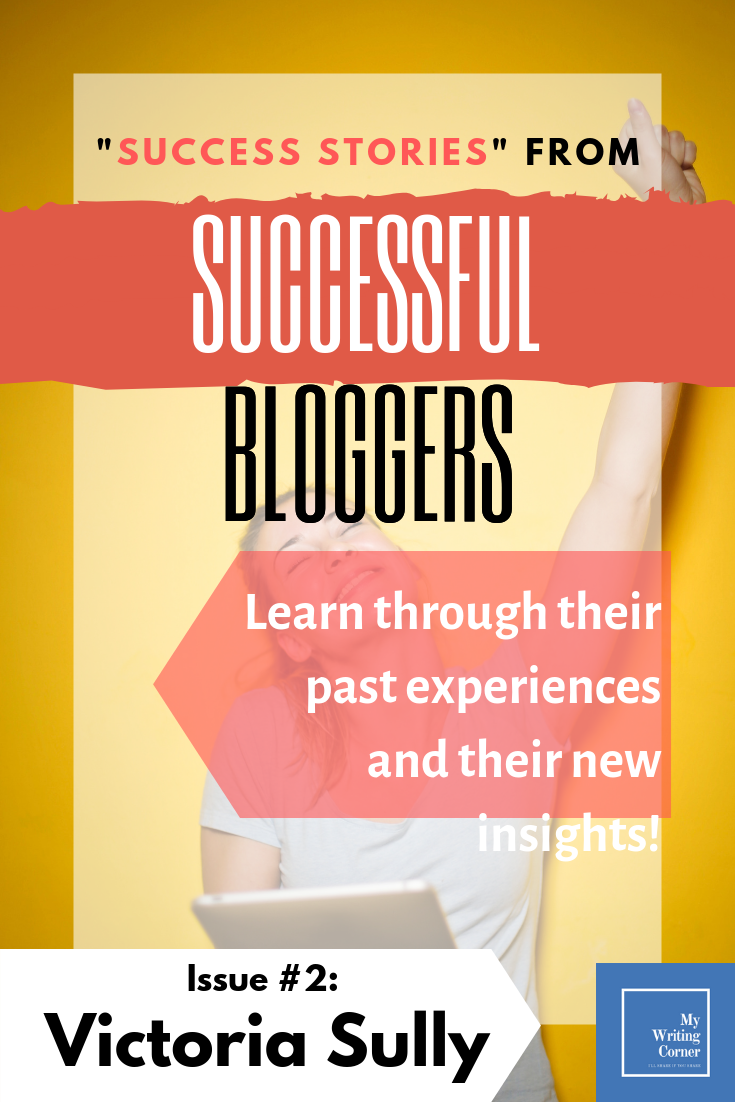 "SUCCESS STORIES" FROM
SUCCESSFUL
BLOGGERS
Learn through their
past experiences
and their new
insights!
Issue #2:
Victoria Sully
My
Writing
Corner